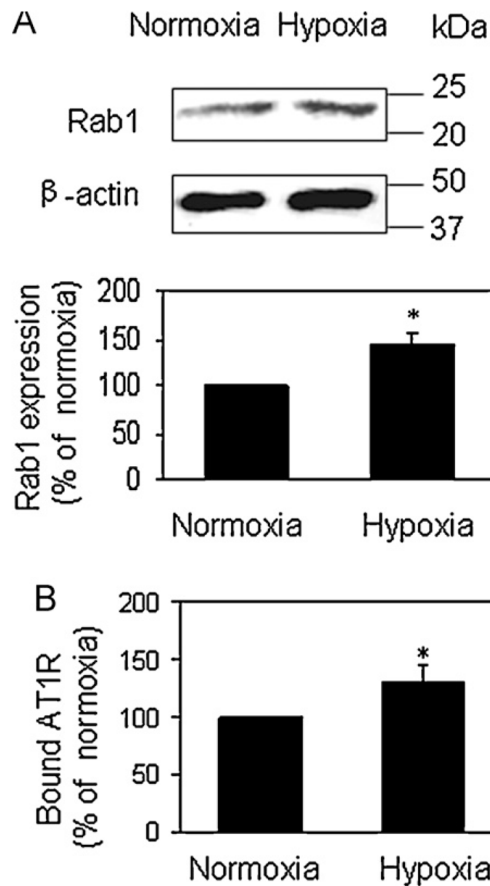 A
Normoxia Hypoxia kDa
Rab1
25
20
β-actin
50
37
Rab1 expression
(% of normoxia)
200
150
100
50
0
*
Normoxia Hypoxia
B
Bound AT1R
(% of normoxia)
200
150
100
50
0
*
Normoxia Hypoxia